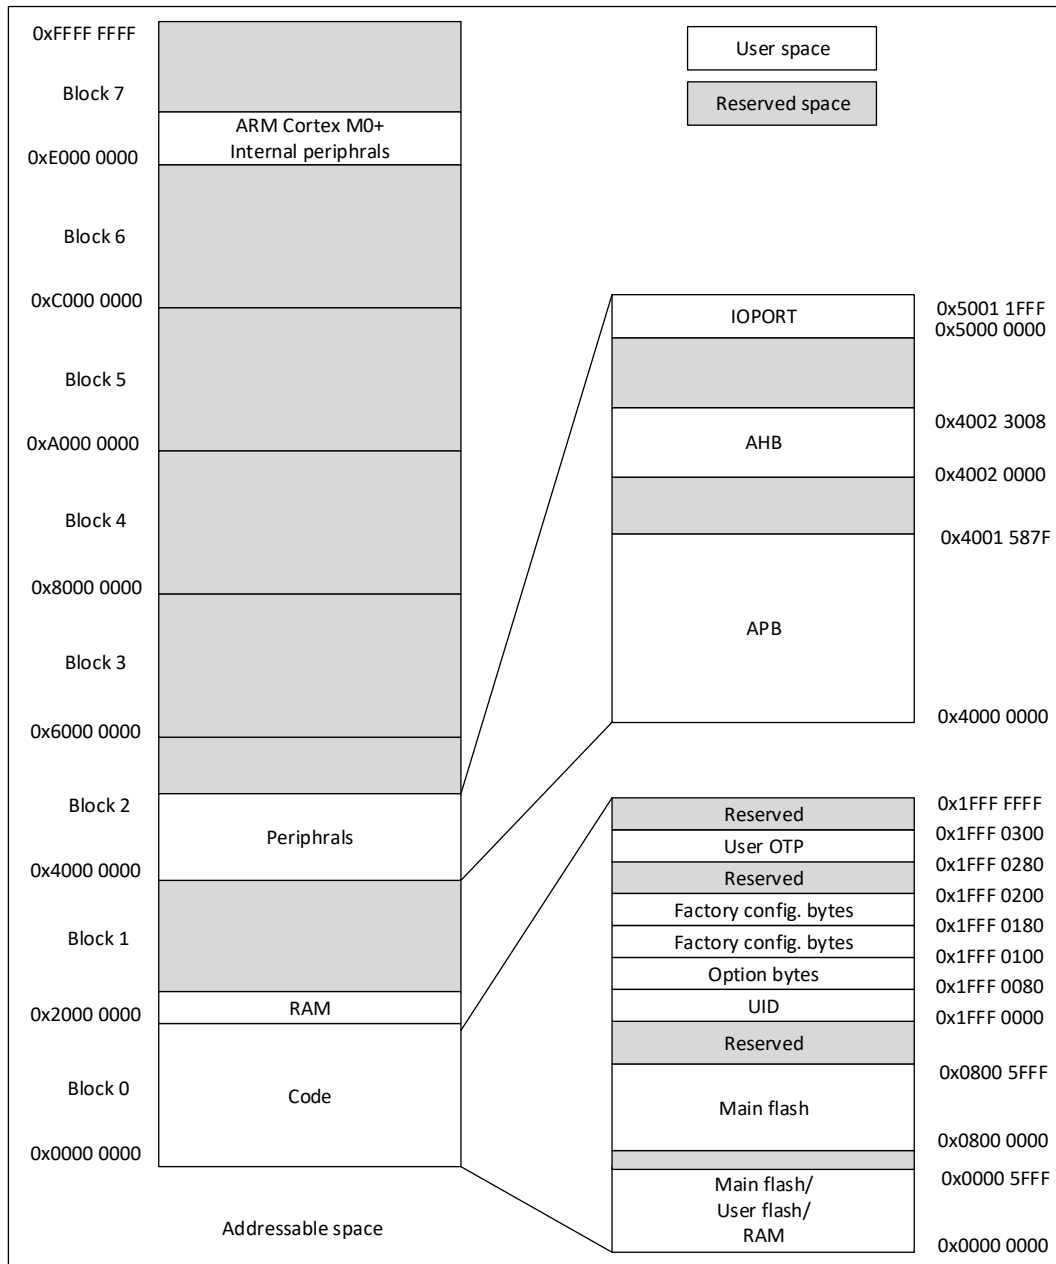 0xFFFF FFFF
Block 7
ARM Cortex M0+
Internal periphrals
0xE000 0000
Block 6
0xC000 0000
Block 5
0xA000 0000
Block 4
0x8000 0000
Block 3
0x6000 0000
Block 2
Periphrals
0x4000 0000
Block 1
RAM
0x2000 0000
Block 0
Code
0x0000 0000
Addressable space
User space
Reserved space
IOPORT
0x5001 1FFF
0x5000 0000
0x4002 3008
AHB
0x4002 0000
0x4001 587F
APB
0x4000 0000
0x1FFF FFFF
Reserved
0x1FFF 0300
User OTP
0x1FFF 0280
Reserved
0x1FFF 0200
Factory config. bytes
0x1FFF 0180
Factory config. bytes
0x1FFF 0100
Option bytes
0x1FFF 0080
UID
0x1FFF 0000
Reserved
0x0800 5FFF
Main flash
0x0800 0000
0x0000 5FFF
Main flash/
User flash/
RAM
0x0000 0000